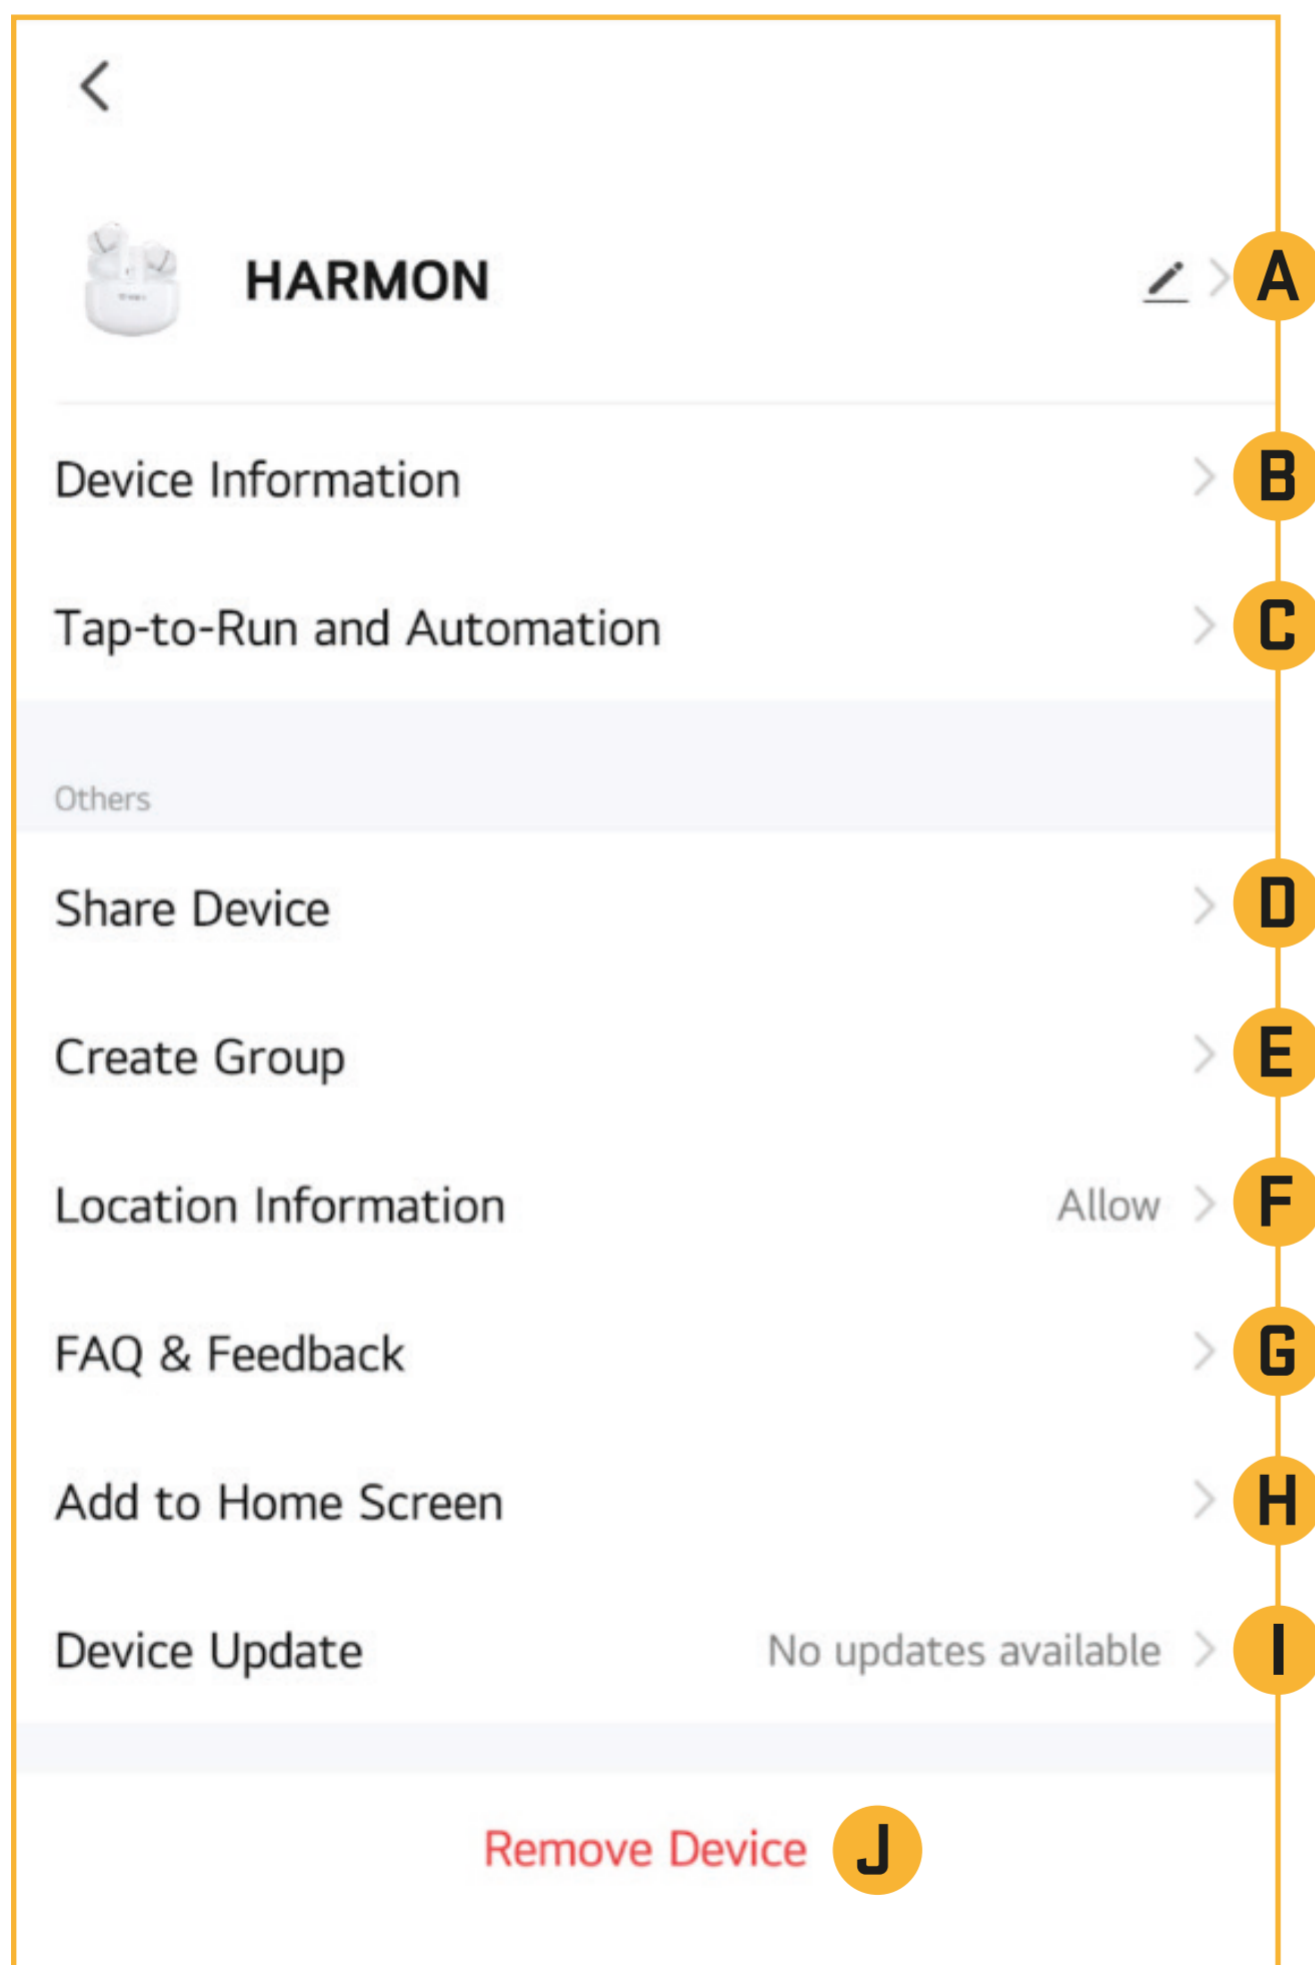 HARMON A
Device Information B
Tap-to-Run and Automation C
Others
Share Device D
Create Group E
Location Information Allow F
FAQ & Feedback G
Add to Home Screen H
Device Update No updates available I
Remove Device J